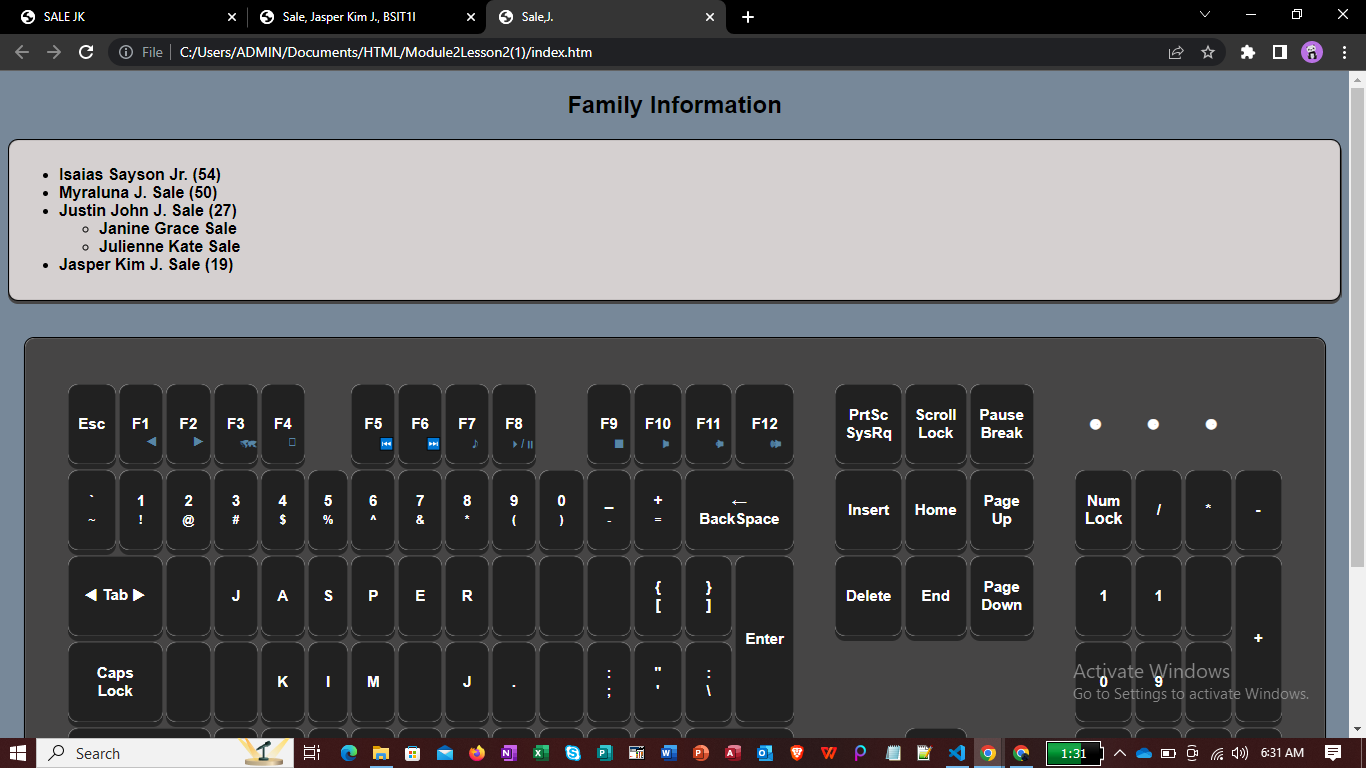 SALE JK
Sale, Jasper Kim J., BSIT1I
Sale,J.
File
C:/Users/ADMIN/Documents/HTML/Module2Lesson2(1)/index.htm
Family Information
Isaias Sayson Jr. (54)
Myraluna J. Sale (50)
Justin John J. Sale (27)
Janine Grace Sale
Julienne Kate Sale
Jasper Kim J. Sale (19)
Esc F1 F2 F3 F4 F5 F6 F7 F8 F9 F10 F11 F12
PrtSc
SysRq
Scroll
Lock
Pause
Break
` 1 2 3 4 5 6 7 8 9 0 _ + ←
~ ! @ # $ % ^ & * ( ) - = BackSpace
Insert Home
Page
Up
Num
Lock
/ * -
◀ Tab ▶ J A S P E R
{ }
[ ]
Enter
Delete End
Page
Down
1 1
+
Caps
Lock
K I M J .
: " :
; ' \
0 9
Activate Windows
Go to Settings to activate Windows.
Search
1:31
6:31 AM